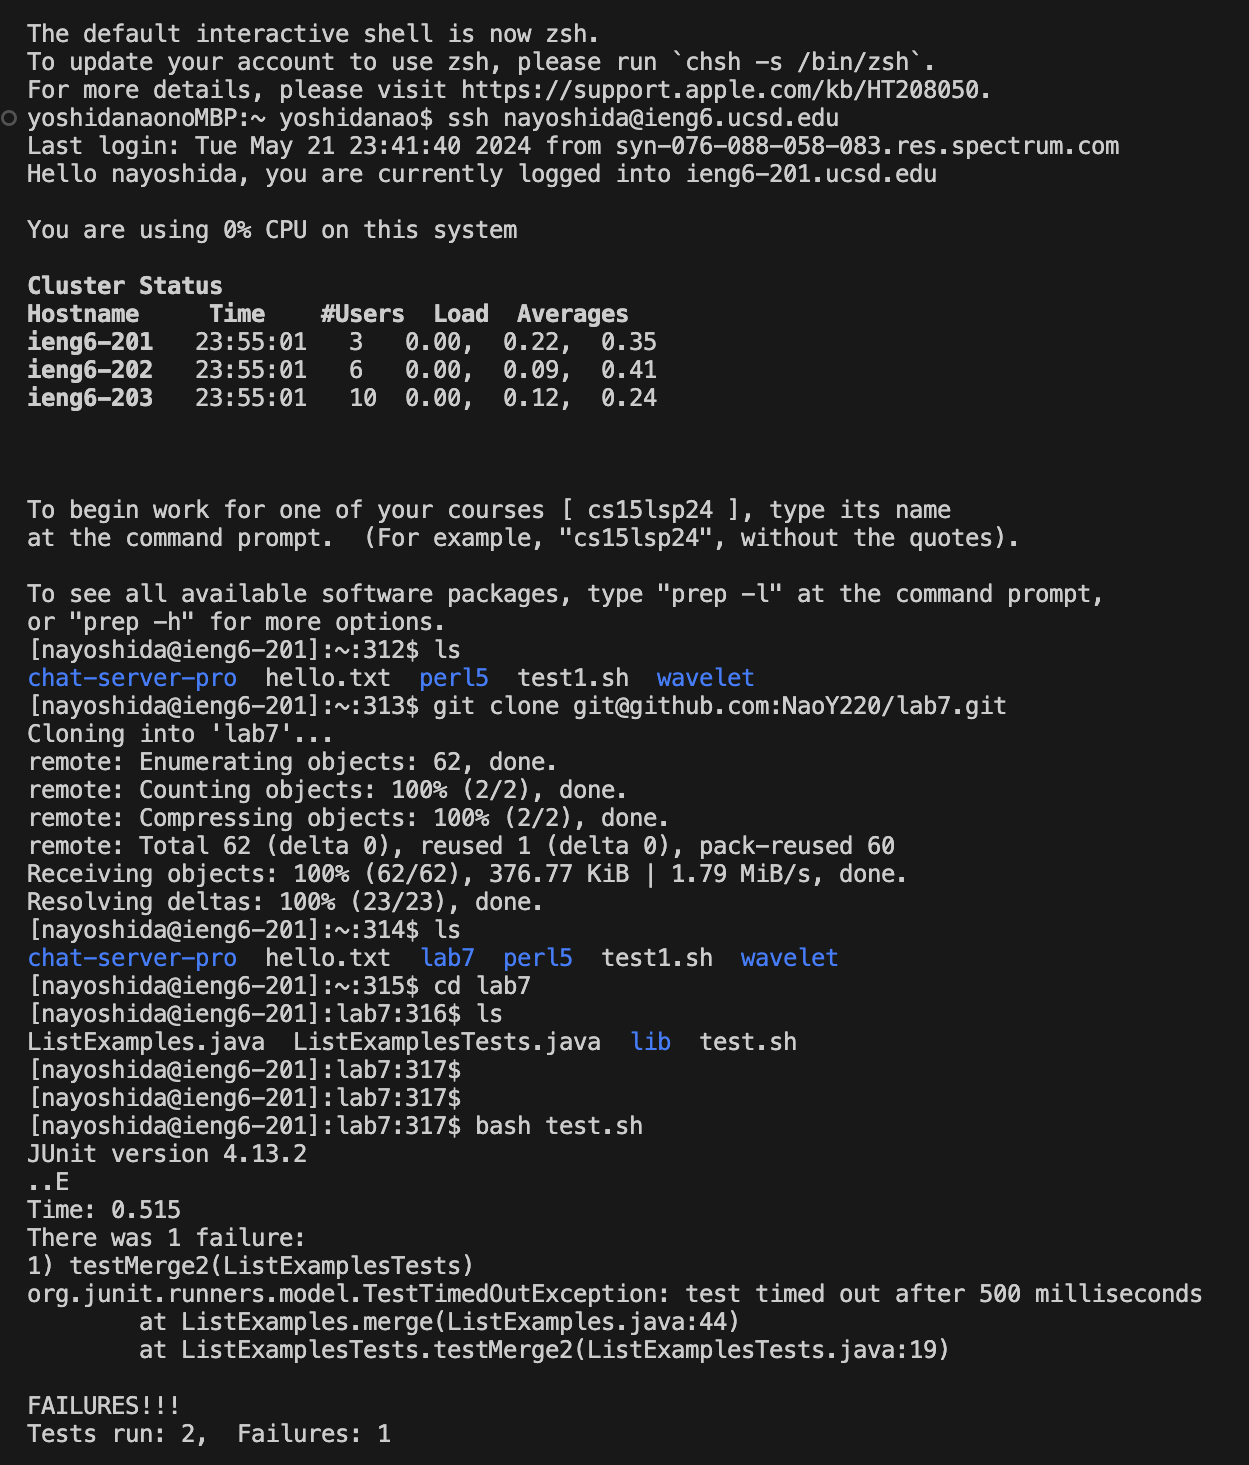 The default interactive shell is now zsh.
To update your account to use zsh, please run `chsh -s /bin/zsh`.
For more details, please visit https://support.apple.com/kb/HT208050.
yoshidanaonoMBP:~ yoshidanao$ ssh nayoshida@ieng6.ucsd.edu
Last login: Tue May 21 23:41:40 2024 from syn-076-088-058-083.res.spectrum.com
Hello nayoshida, you are currently logged into ieng6-201.ucsd.edu

You are using 0% CPU on this system

Cluster Status
Hostname     Time    #Users  Load  Averages
ieng6-201   23:55:01   3   0.00,  0.22,  0.35
ieng6-202   23:55:01   6   0.00,  0.09,  0.41
ieng6-203   23:55:01   10  0.00,  0.12,  0.24

To begin work for one of your courses [ cs15lsp24 ], type its name
at the command prompt.  (For example, "cs15lsp24", without the quotes).

To see all available software packages, type "prep -l" at the command prompt,
or "prep -h" for more options.
[nayoshida@ieng6-201]:~:312$ ls
chat-server-pro  hello.txt  perl5  test1.sh  wavelet
[nayoshida@ieng6-201]:~:313$ git clone git@github.com:NaoY220/lab7.git
Cloning into 'lab7'...
remote: Enumerating objects: 62, done.
remote: Counting objects: 100% (2/2), done.
remote: Compressing objects: 100% (2/2), done.
remote: Total 62 (delta 0), reused 1 (delta 0), pack-reused 60
Receiving objects: 100% (62/62), 376.77 KiB | 1.79 MiB/s, done.
Resolving deltas: 100% (23/23), done.
[nayoshida@ieng6-201]:~:314$ ls
chat-server-pro  hello.txt  lab7  perl5  test1.sh  wavelet
[nayoshida@ieng6-201]:~:315$ cd lab7
[nayoshida@ieng6-201]:lab7:316$ ls
ListExamples.java  ListExamplesTests.java  lib  test.sh
[nayoshida@ieng6-201]:lab7:317$
[nayoshida@ieng6-201]:lab7:317$
[nayoshida@ieng6-201]:lab7:317$ bash test.sh
JUnit version 4.13.2
..E
Time: 0.515
There was 1 failure:
1) testMerge2(ListExamplesTests)
org.junit.runners.model.TestTimedOutException: test timed out after 500 milliseconds
        at ListExamples.merge(ListExamples.java:44)
        at ListExamplesTests.testMerge2(ListExamplesTests.java:19)

FAILURES!!!
Tests run: 2,  Failures: 1